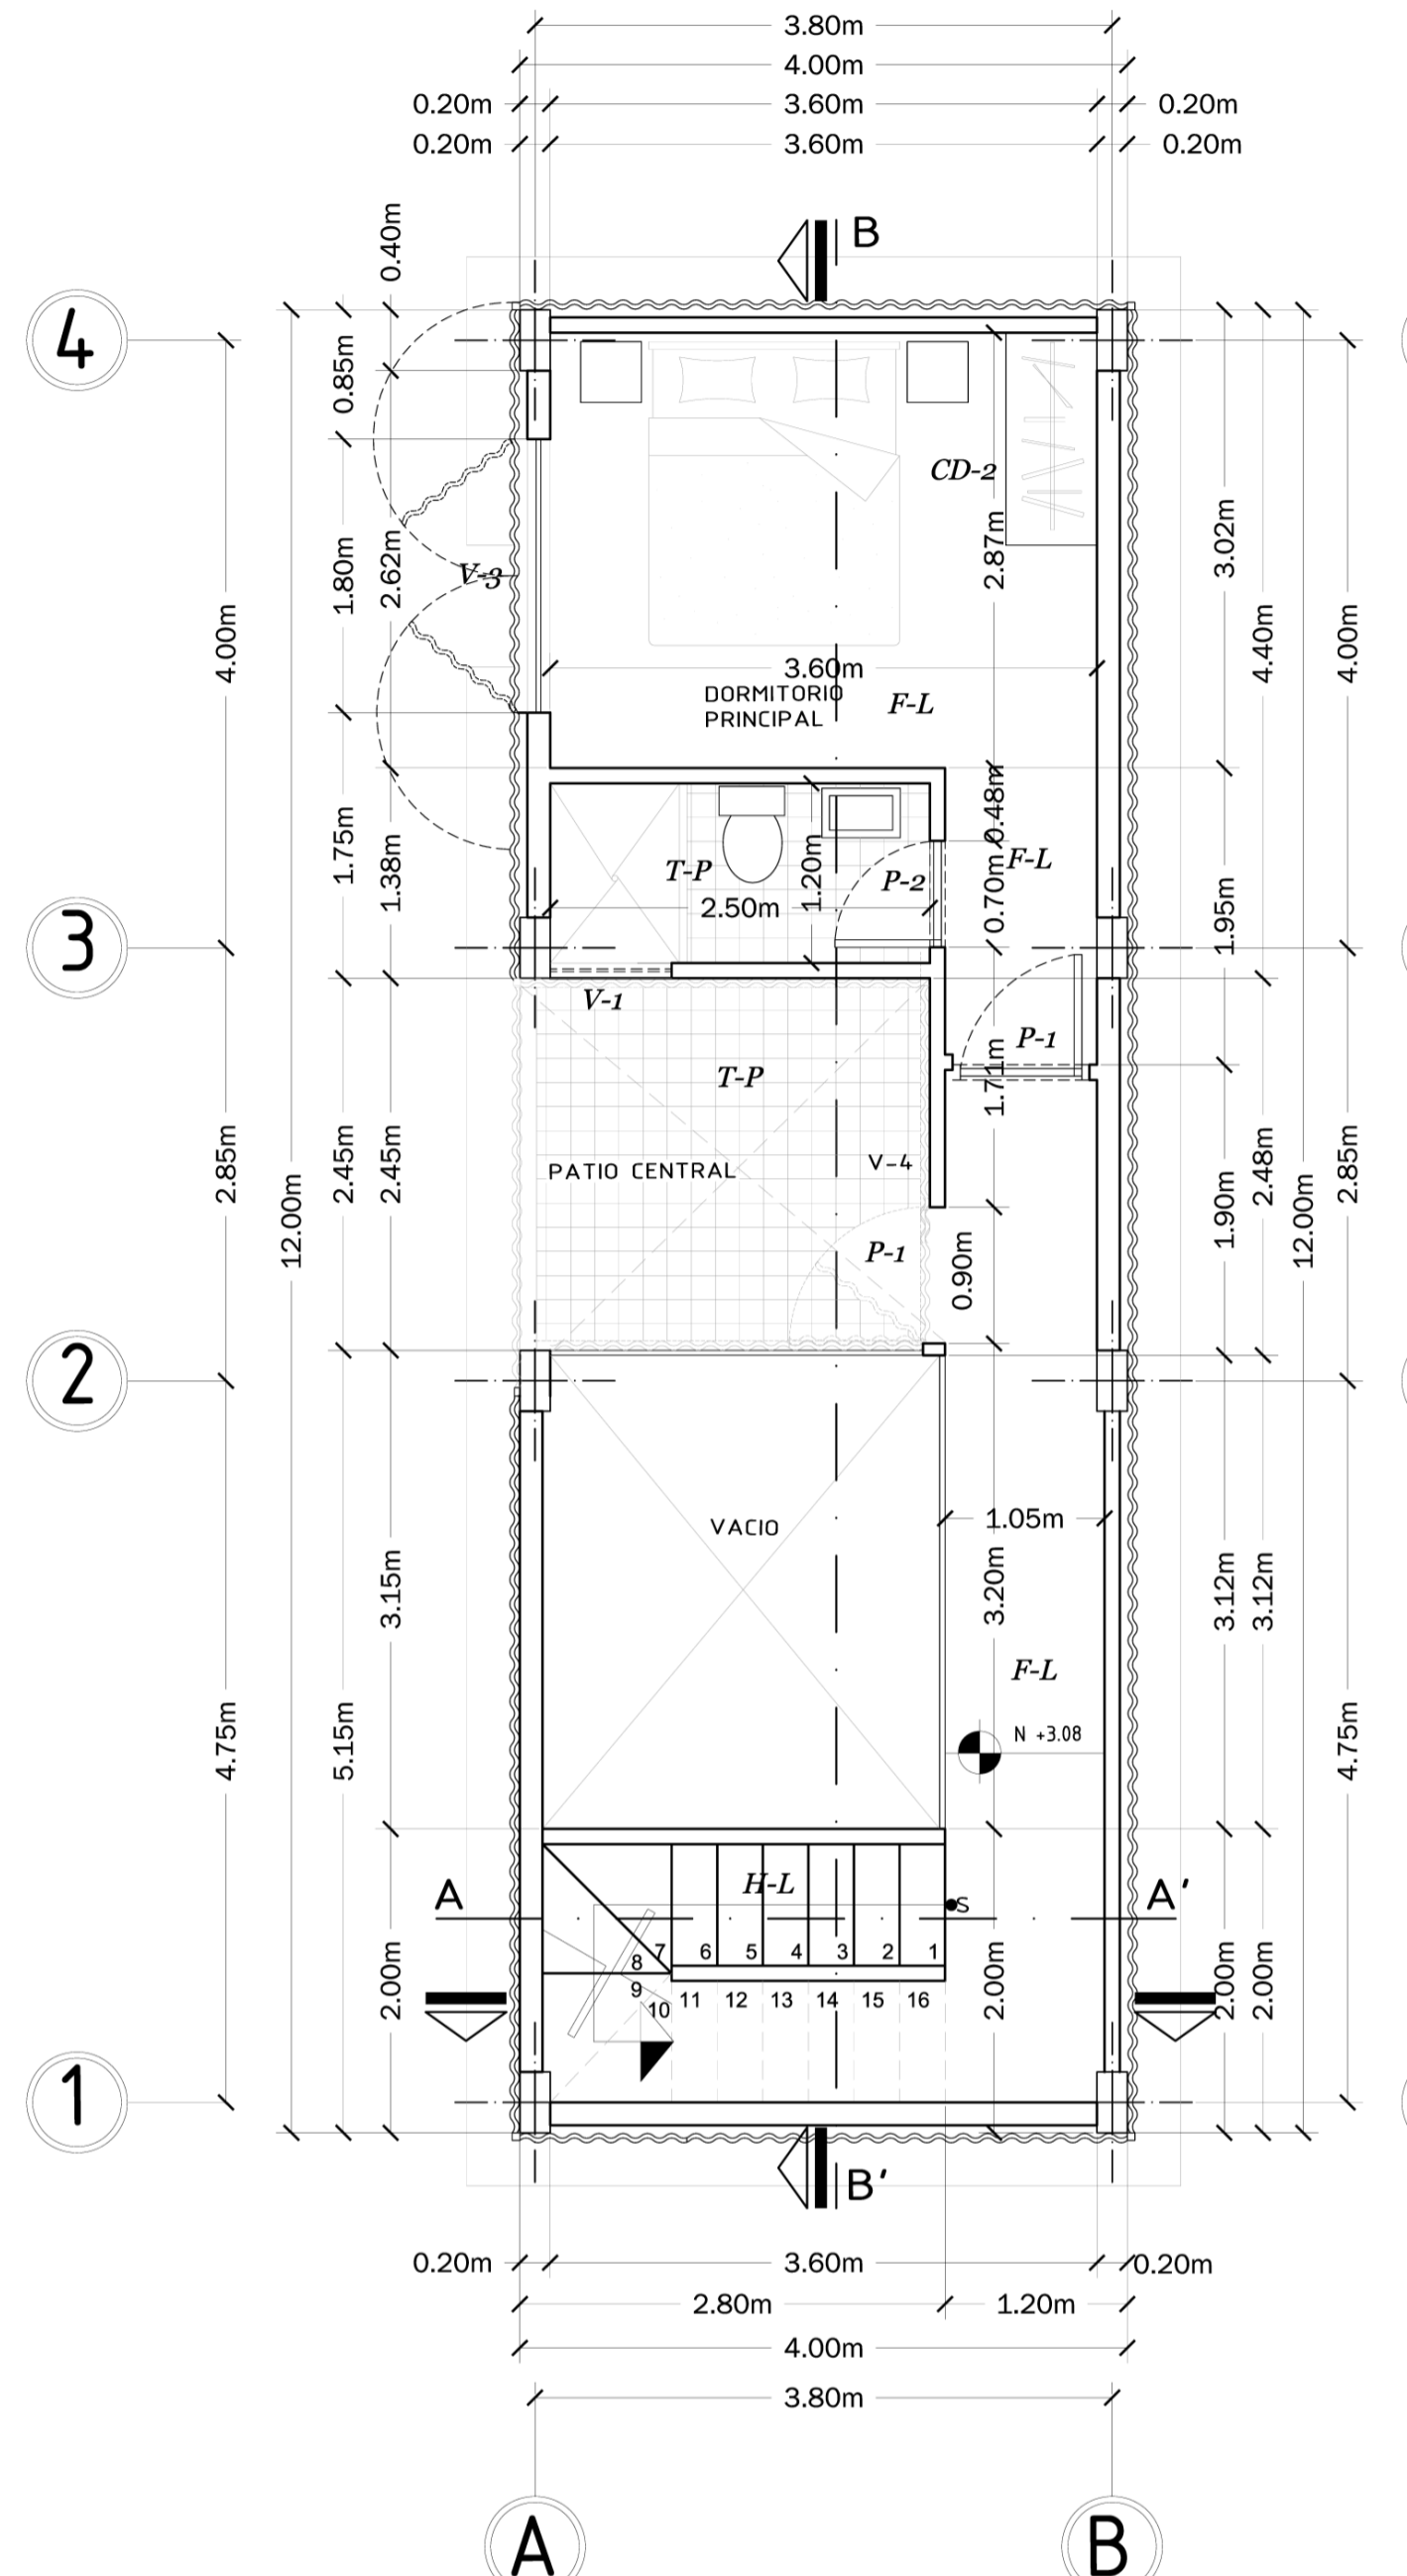 3.80m
4.00m
0.20m 3.60m 0.20m
0.20m 3.60m 0.20m
0.40m
B
4
0.85m
CD-2
2.87m
3.02m
V-3
1.80m
2.62m
4.00m
4.40m
4.00m
3.60m
DORMITORIO
PRINCIPAL
F-L
0.48m
1.75m
1.38m
T-P
1.20m
P-2
0.70m
F-L
2.50m
1.95m
3
V-1
P-1
T-P
1.71m
PATIO CENTRAL
V-4
2.85m
2.45m
2.45m
12.00m
P-1
0.90m
1.90m
2.48m
12.00m
2.85m
2
VACIO
1.05m
3.15m
3.20m
3.12m
3.12m
F-L
N +3.08
4.75m
5.15m
4.75m
H-L
A
A'
S
7 6 5 4 3 2 1
8
9
10 11 12 13 14 15 16
2.00m
2.00m
2.00m
2.00m
1
B'
0.20m 3.60m 0.20m
2.80m 1.20m
4.00m
3.80m
A B